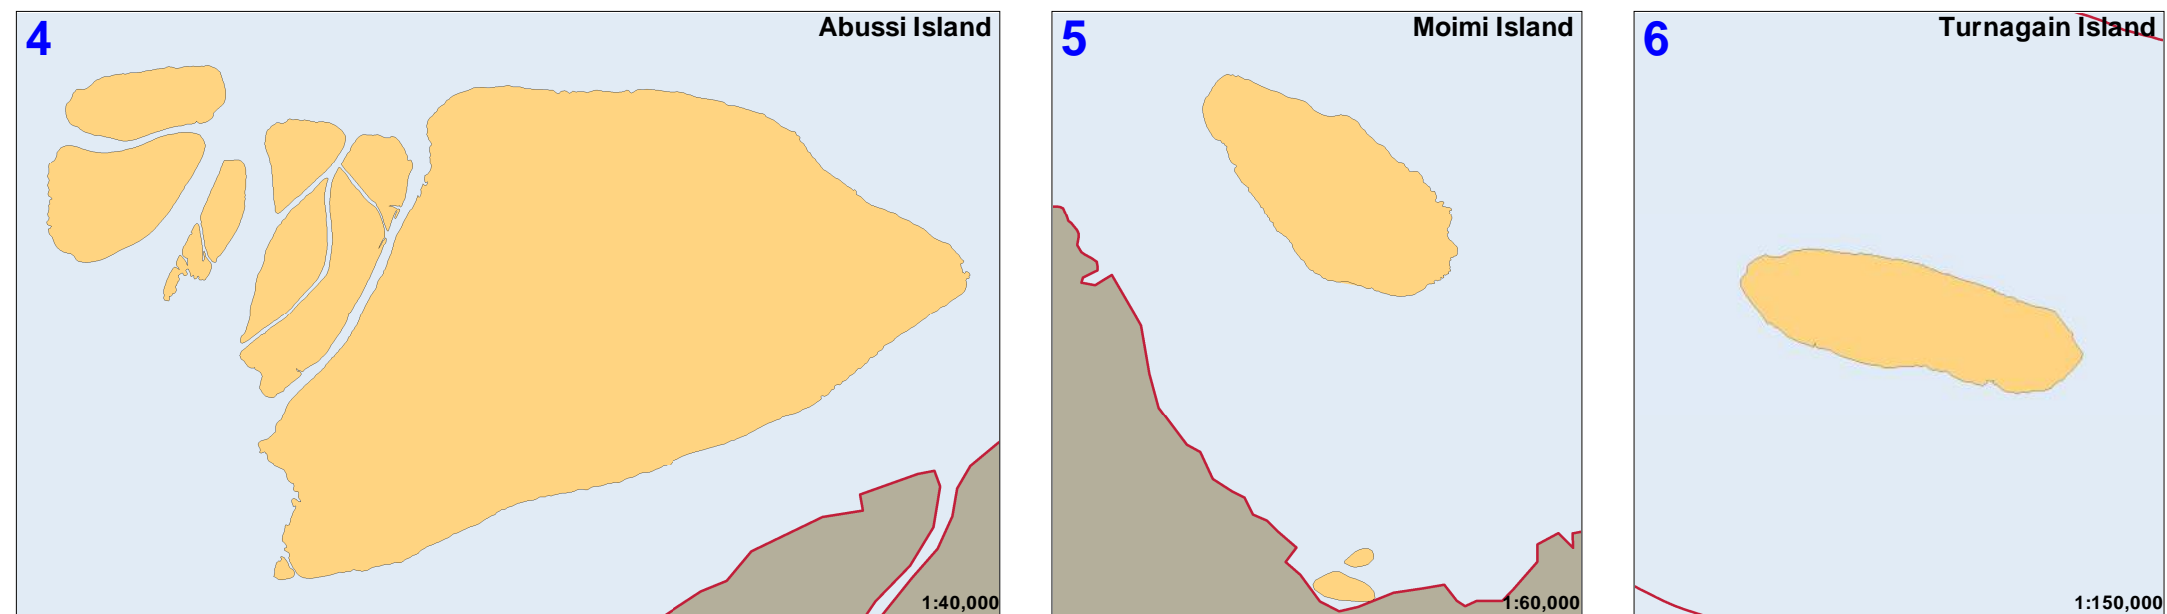 4
Abussi Island
1:40,000
5
Moimi Island
1:60,000
6
Turnagain Island
1:150,000